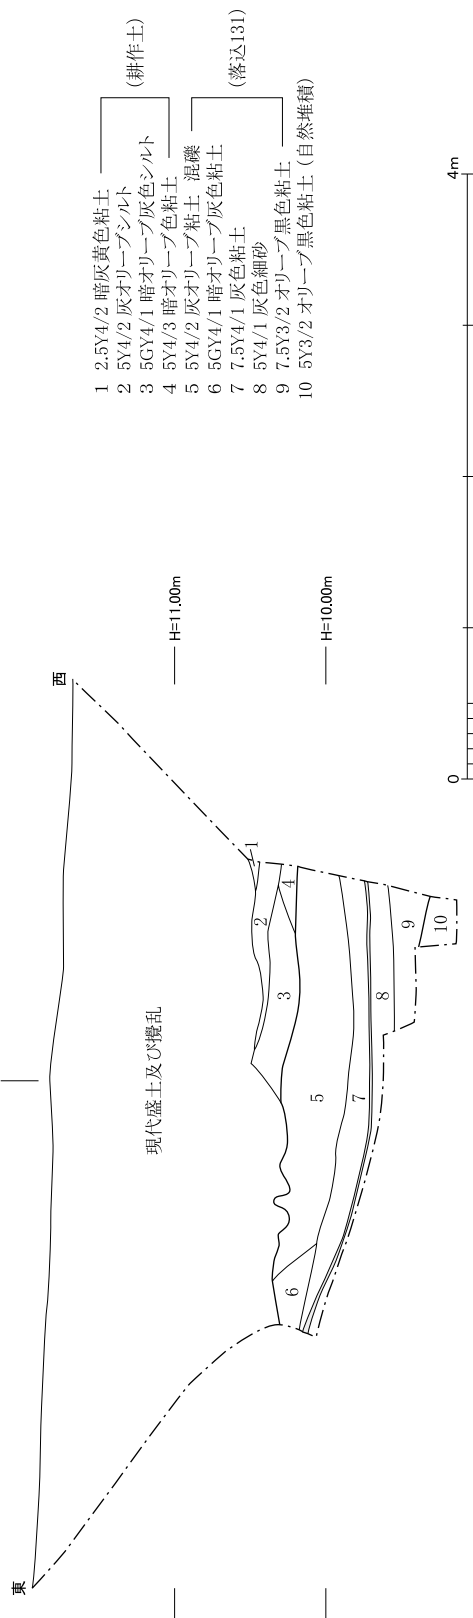 東
西
現代盛土及び攪乱
H=11.00m
H=10.00m
1
2
3
4
5
6
7
8
9
10
1 2.5Y4/2 暗灰黄色粘土
2 5Y4/2 灰オリーブシルト
3 5GY4/1 暗オリーブ灰色シルト
4 5Y4/3 暗オリーブ色粘土
(耕作土)
5 5Y4/2 灰オリーブ粘土 混礫
6 5GY4/1 暗オリーブ灰色粘土
7 7.5Y4/1 灰色粘土
8 5Y4/1 灰色細砂
9 7.5Y3/2 オリーブ黒色粘土
(落込131)
10 5Y3/2 オリーブ黒色粘土 (自然堆積)
0
4m